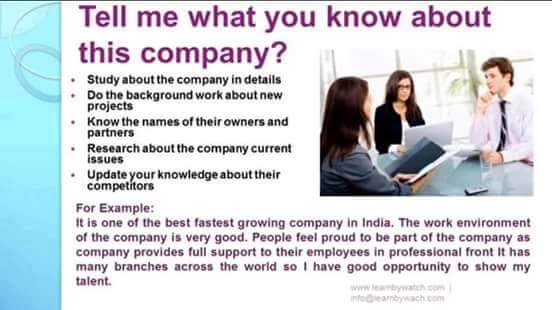 Tell me what you know about
this company?
• Study about the company in details
• Do the background work about new
projects
• Know the names of their owners and
partners
• Research about the company current
issues
• Update your knowledge about their
competitors
For Example:
It is one of the best fastest growing company in India. The work environment
of the company is very good. People feel proud to be part of the company as
company provides full support to their employees in professional front It has
many branches across the world so I have good opportunity to show my
talent.
www.learnbywatch.com |
info@learnbywach.com